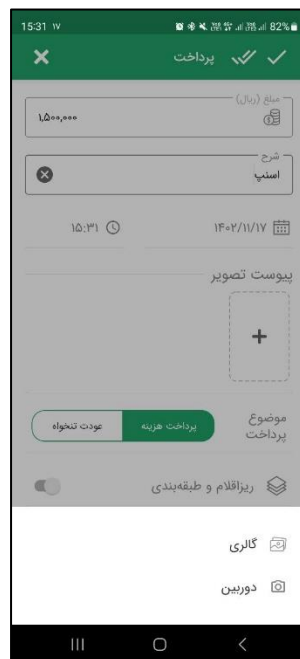 15:31 ۱۷ 82%
پرداخت
مبلغ (ریال)
۱,۵۰۰,۰۰۰
شرح
اسنپ
۱۴۰۲/۱۱/۱۷ ۱۵:۳۱
پیوست تصویر
+
موضوع پرداخت
پرداخت هزینه عودت تنخواه
ریزاقلام و طبقه‌بندی
گالری
دوربین